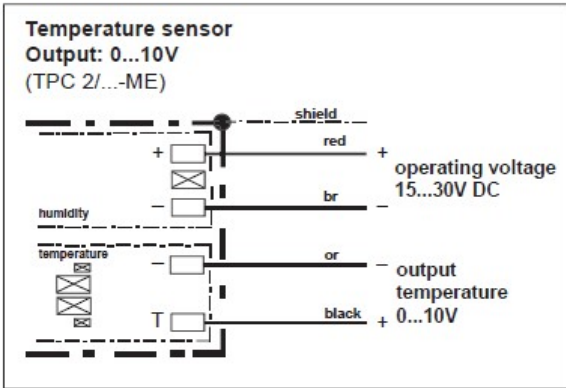 Temperature sensor
Output: 0...10V
(TPC 2/...-ME)
shield
red
+ +
operating voltage
15...30V DC
br
– –
humidity
temperature
or
– –
output
temperature
0...10V
black
T +